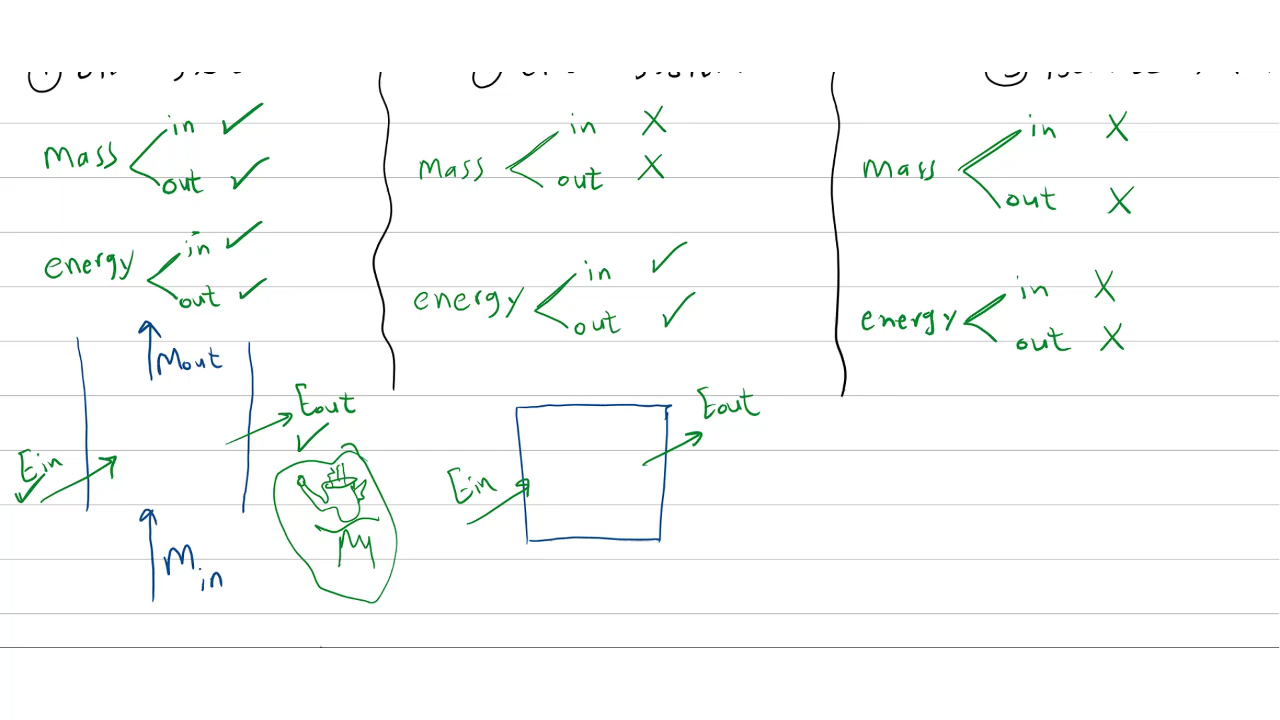 in ✓
Mass
out ✓
in ✓
energy
out ✓
Mout
Eout
✓
Ein
✓
Min
in X
Mass
out X
in ✓
energy
out ✓
Eout
Ein
in X
Mass
out X
in X
energy
out X